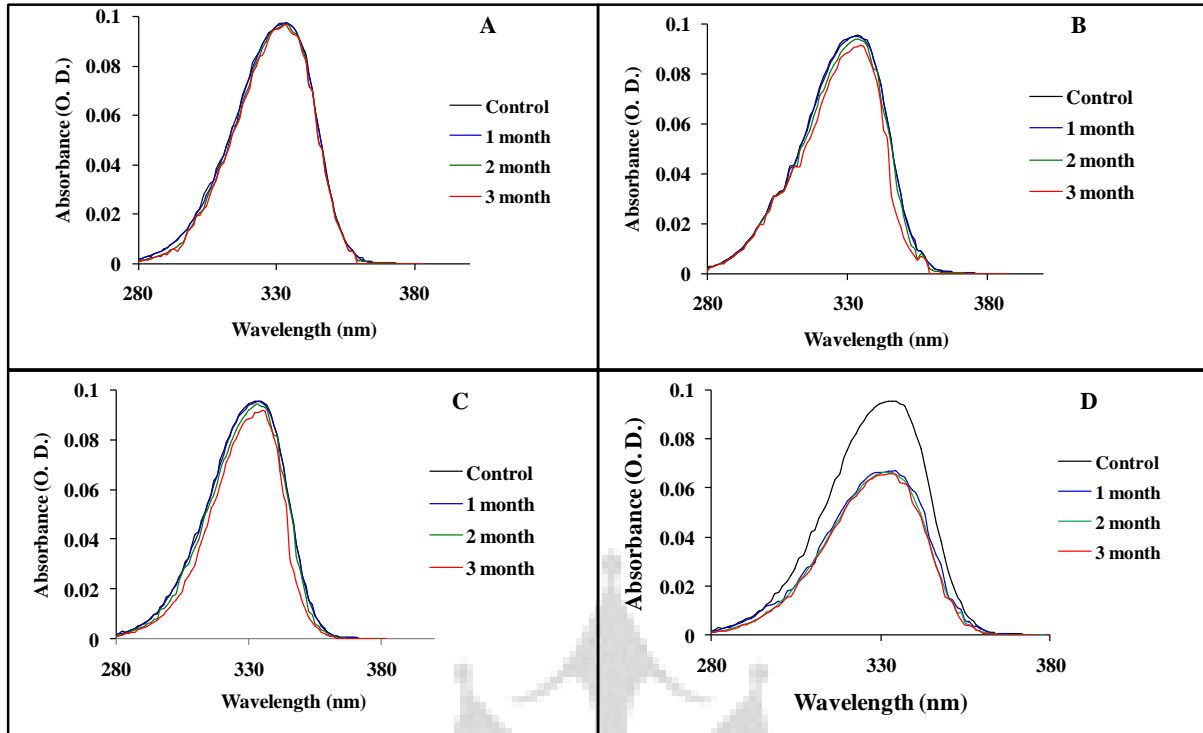 A
Absorbance (O. D.)
0.1
0.08
0.06
0.04
0.02
0
280
330
380
Wavelength (nm)
Control
1 month
2 month
3 month
B
Absorbance (O. D.)
0.1
0.08
0.06
0.04
0.02
0
280
330
380
Wavelength (nm)
Control
1 month
2 month
3 month
C
Absorbance (O. D.)
0.1
0.08
0.06
0.04
0.02
0
280
330
380
Wavelength (nm)
Control
1 month
2 month
3 month
D
Absorbance (O. D.)
0.1
0.08
0.06
0.04
0.02
0
280
330
380
Wavelength (nm)
Control
1 month
2 month
3 month